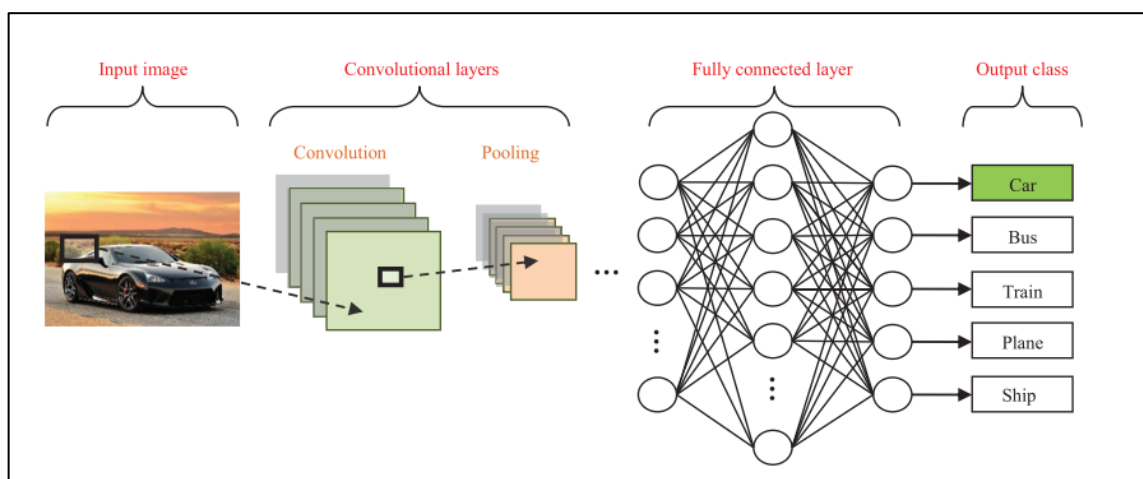 Input image
Convolutional layers
Fully connected layer
Output class
Convolution
Pooling
Car
Bus
Train
Plane
Ship